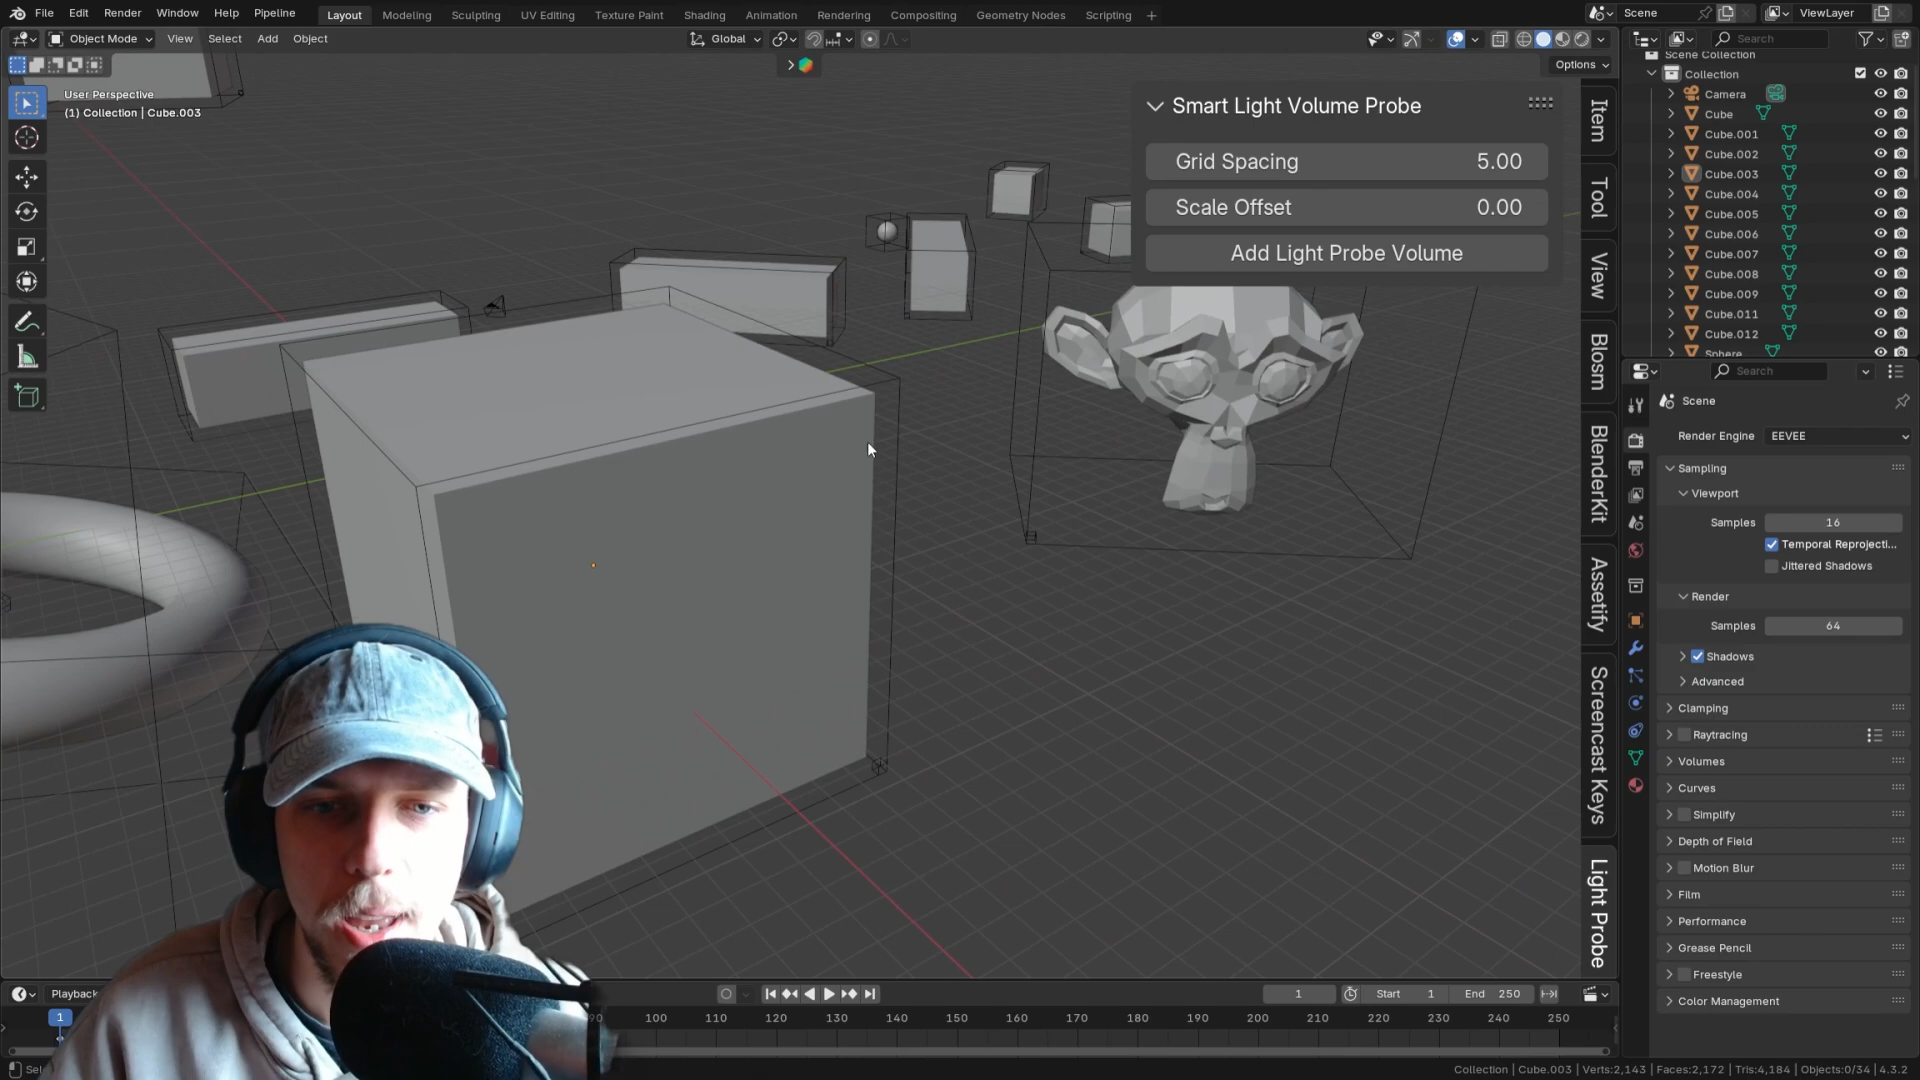 File Edit Render Window Help Pipeline
Layout Modeling Sculpting UV Editing Texture Paint Shading Animation Rendering Compositing Geometry Nodes Scripting +
Scene
ViewLayer
Object Mode View Select Add Object
Global
Search
Options
User Perspective
(1) Collection | Cube.003
Smart Light Volume Probe
Grid Spacing 5.00
Scale Offset 0.00
Add Light Probe Volume
Item
Tool
View
Blosm
BlenderKit
Assetify
Screencast Keys
Light Probe
Scene Collection
Collection
Camera
Cube
Cube.001
Cube.002
Cube.003
Cube.004
Cube.005
Cube.006
Cube.007
Cube.008
Cube.009
Cube.011
Cube.012
Sphere
Search
Scene
Render Engine EEVEE
Sampling
Viewport
Samples 16
Temporal Reprojecti...
Jittered Shadows
Render
Samples 64
Shadows
Advanced
Clamping
Raytracing
Volumes
Curves
Simplify
Depth of Field
Motion Blur
Film
Performance
Grease Pencil
Freestyle
Color Management
Playback
1
Start 1
End 250
1
90 100 110 120 130 140 150 160 170 180 190 200 210 220 230 240 250
Sel
Collection | Cube.003 | Verts:2,143 | Faces:2,172 | Tris:4,184 | Objects:0/34 | 4.3.2